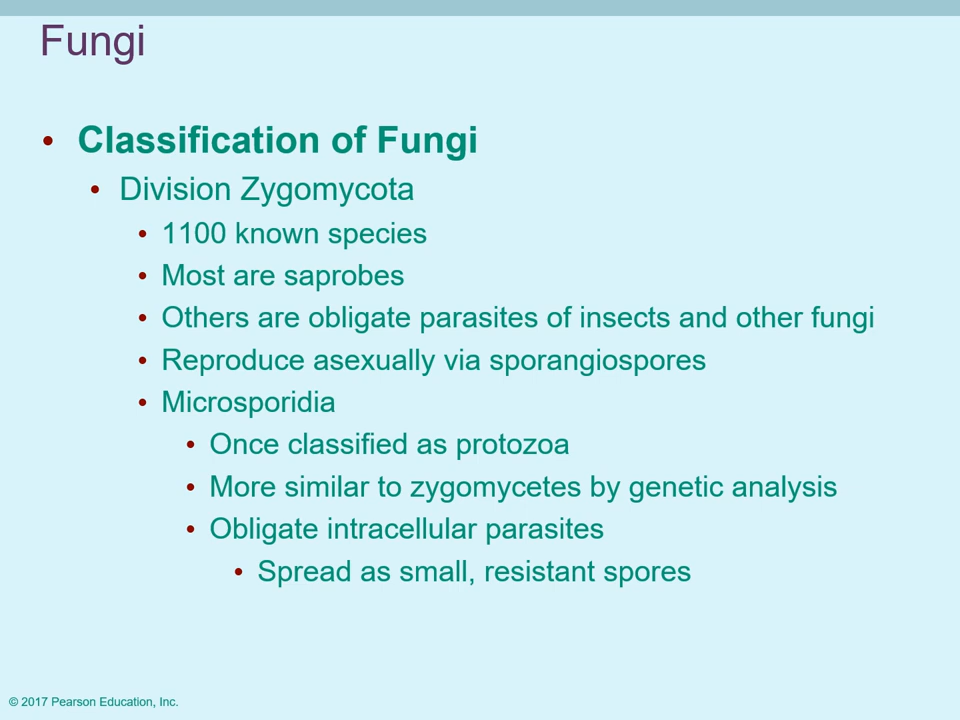 Fungi
• Classification of Fungi
• Division Zygomycota
• 1100 known species
• Most are saprobes
• Others are obligate parasites of insects and other fungi
• Reproduce asexually via sporangiospores
• Microsporidia
• Once classified as protozoa
• More similar to zygomycetes by genetic analysis
• Obligate intracellular parasites
• Spread as small, resistant spores
© 2017 Pearson Education, Inc.